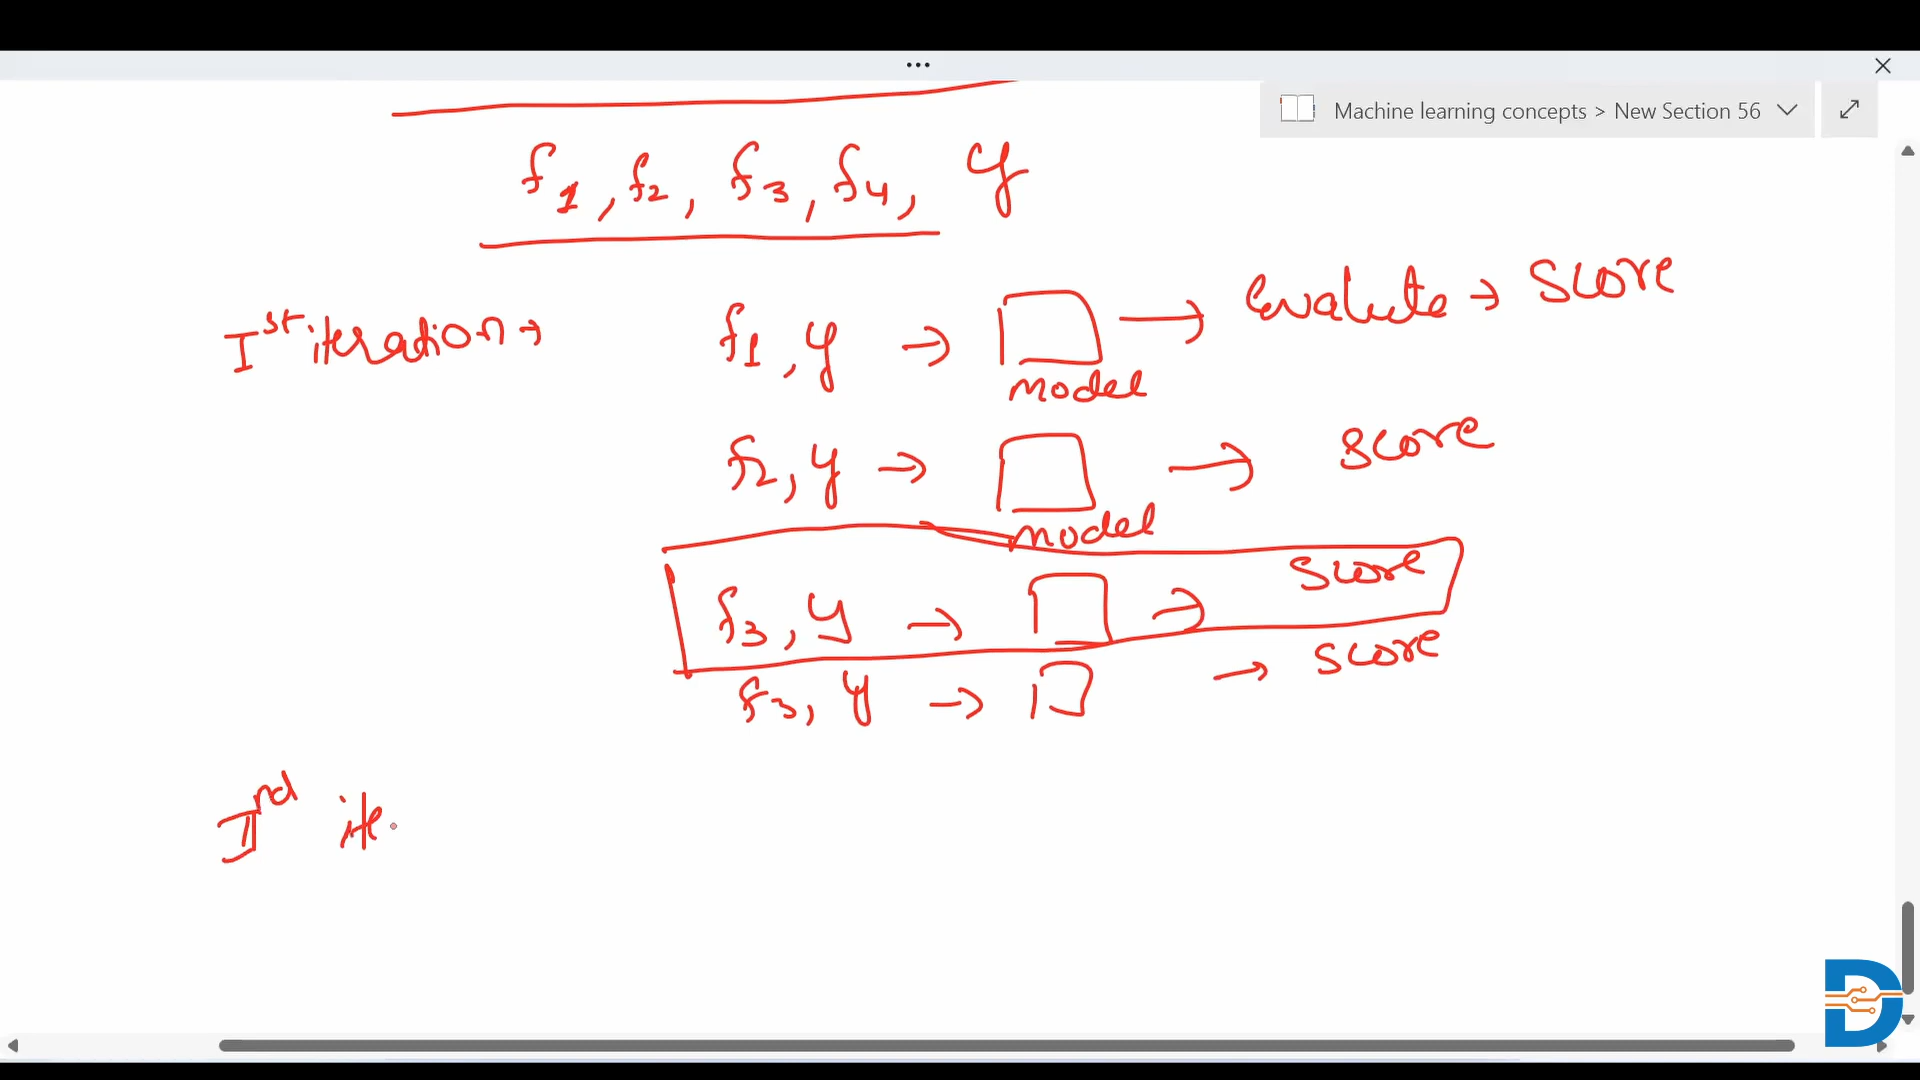 ...
Machine learning concepts > New Section 56
f1, f2, f3, f4, y
Ist iteration → f1, y → model → Evalute → Score
f2, y → model → Score
f3, y → → Score
f3, y → → Score
IInd ite
D